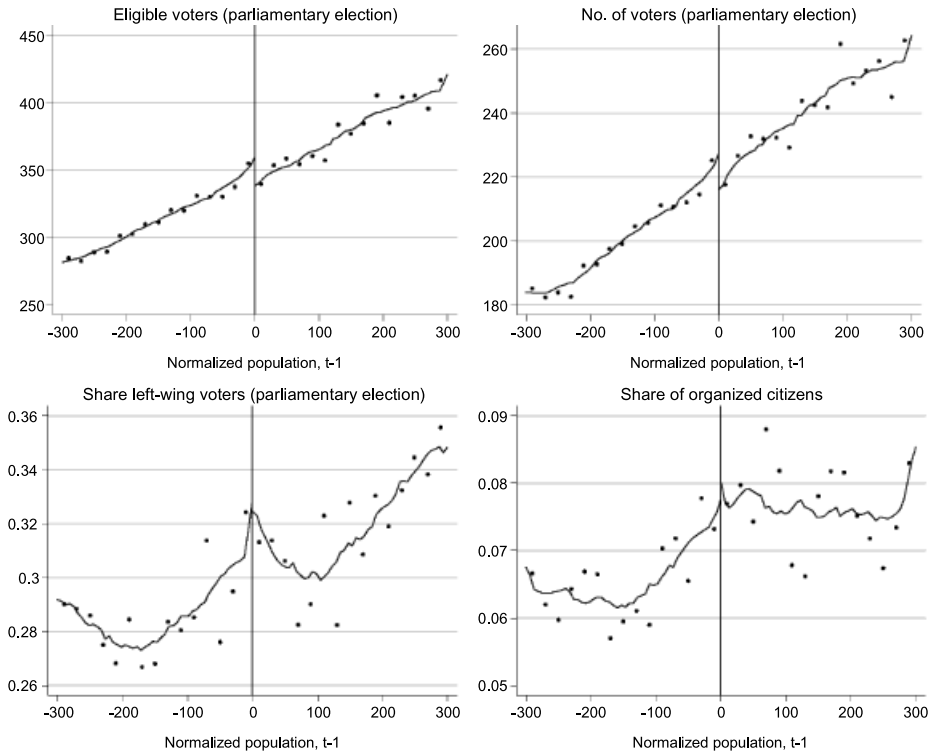 Eligible voters (parliamentary election)
450
400
350
300
250
-300 -200 -100 0 100 200 300
Normalized population, t-1
No. of voters (parliamentary election)
260
240
220
200
180
-300 -200 -100 0 100 200 300
Normalized population, t-1
Share left-wing voters (parliamentary election)
0.36
0.34
0.32
0.3
0.28
0.26
-300 -200 -100 0 100 200 300
Normalized population, t-1
Share of organized citizens
0.09
0.08
0.07
0.06
0.05
-300 -200 -100 0 100 200 300
Normalized population, t-1